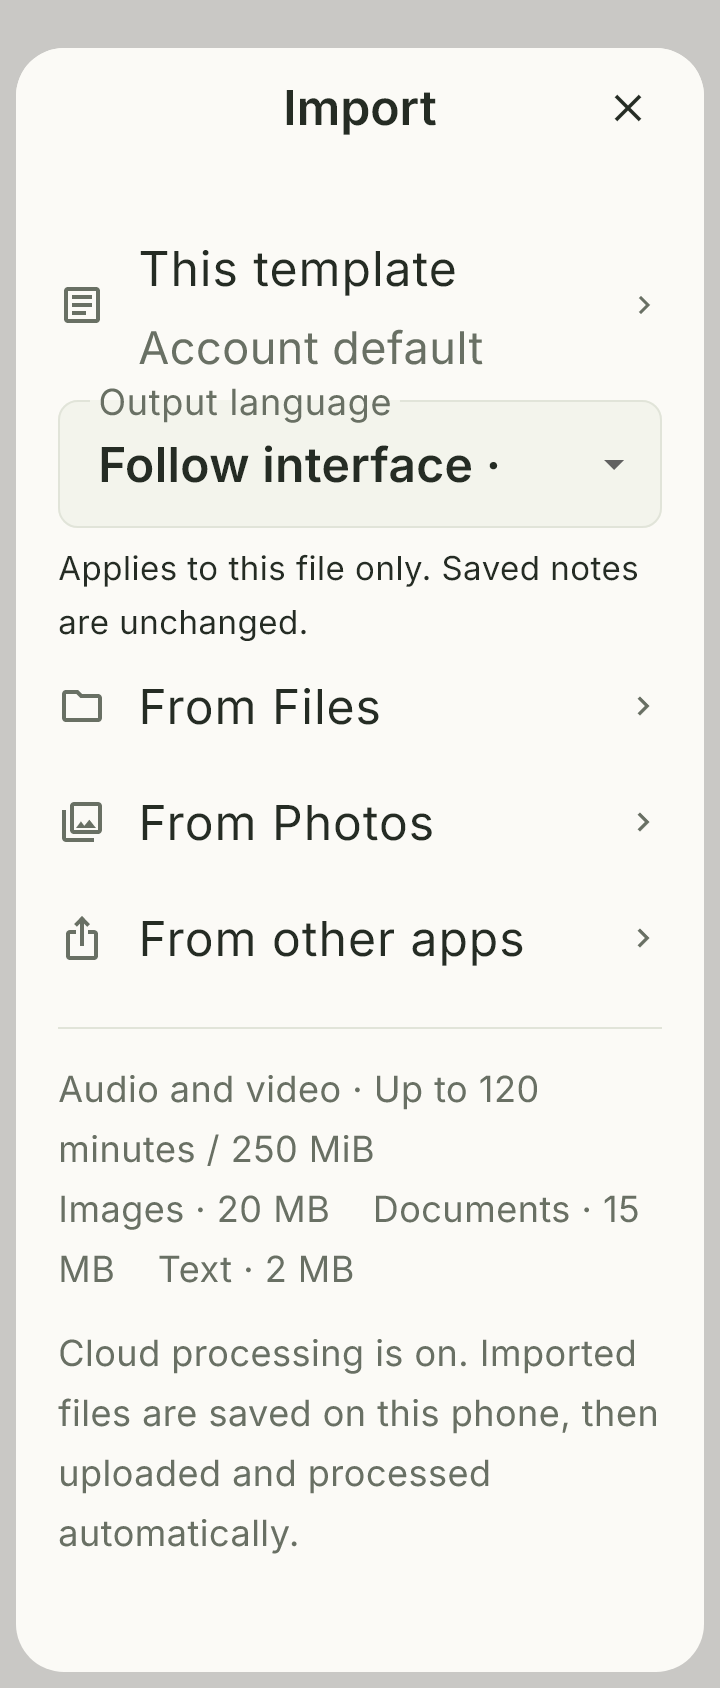 Import
This template
Account default
Output language
Follow interface ·
Applies to this file only. Saved notes
are unchanged.
From Files
From Photos
From other apps
Audio and video · Up to 120
minutes / 250 MiB
Images · 20 MB    Documents · 15
MB    Text · 2 MB
Cloud processing is on. Imported
files are saved on this phone, then
uploaded and processed
automatically.